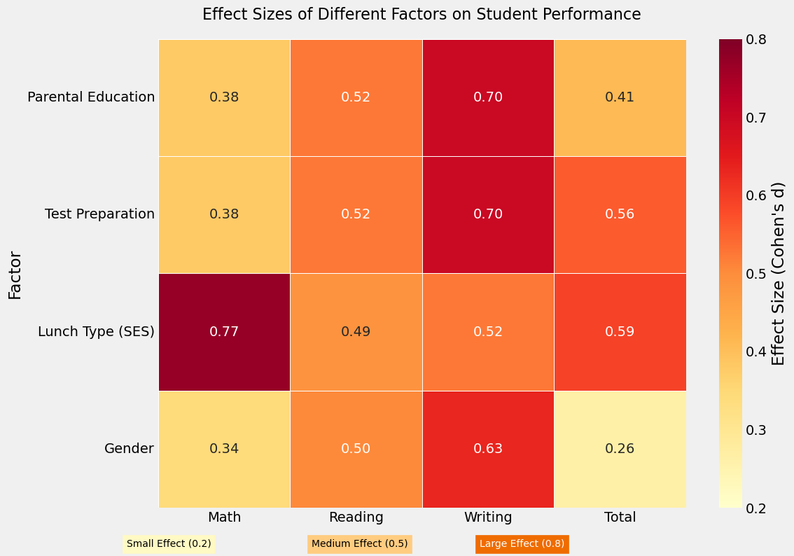 Effect Sizes of Different Factors on Student Performance
Factor
Parental Education 0.38 0.52 0.70 0.41
Test Preparation 0.38 0.52 0.70 0.56
Lunch Type (SES) 0.77 0.49 0.52 0.59
Gender 0.34 0.50 0.63 0.26
Math Reading Writing Total
0.8
0.7
0.6
0.5
0.4
0.3
0.2
Effect Size (Cohen's d)
Small Effect (0.2) Medium Effect (0.5) Large Effect (0.8)